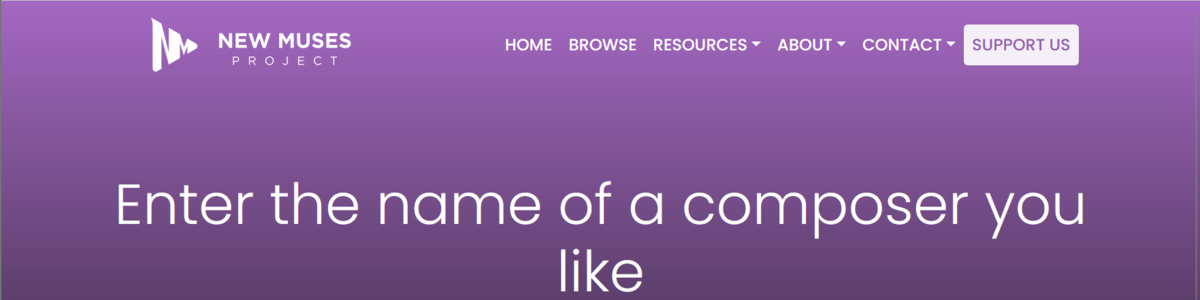 NEW MUSES
PROJECT
HOME BROWSE RESOURCES ABOUT CONTACT SUPPORT US
Enter the name of a composer you
like